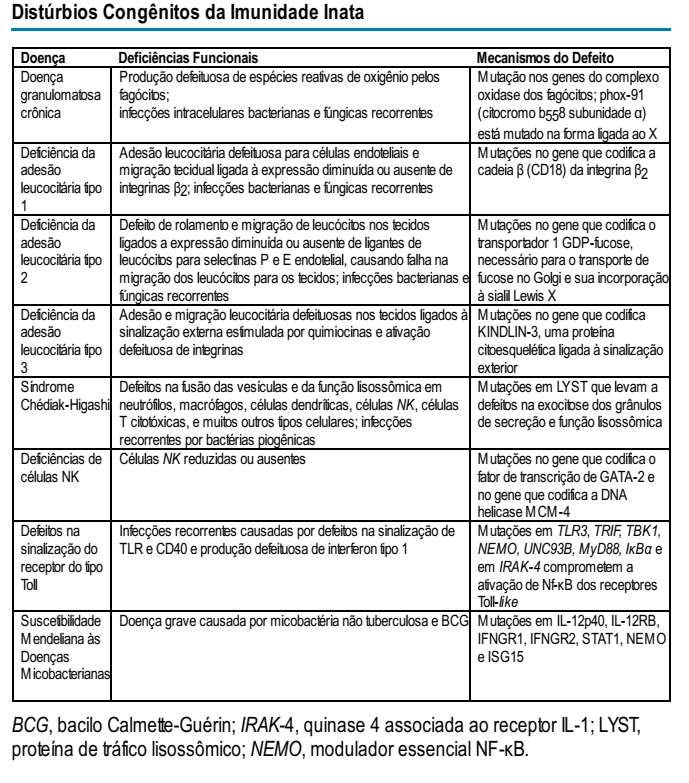 Distúrbios Congênitos da Imunidade Inata
Doença
Deficiências Funcionais
Mecanismos do Defeito
Doença
granulomatosa
crônica
Produção defeituosa de espécies reativas de oxigênio pelos
fagócitos;
infecções intracelulares bacterianas e fúngicas recorrentes
Mutação nos genes do complexo
oxidase dos fagócitos; phox-91
(citocromo b558 subunidade α)
está mutado na forma ligada ao X
Deficiência da
adesão
leucocitária tipo
1
Adesão leucocitária defeituosa para células endoteliais e
migração tecidual ligada à expressão diminuída ou ausente de
integrinas β2; infecções bacterianas e fúngicas recorrentes
Mutações no gene que codifica a
cadeia β (CD18) da integrina β2
Deficiência da
adesão
leucocitária tipo
2
Defeito de rolamento e migração de leucócitos nos tecidos
ligados a expressão diminuída ou ausente de ligantes de
leucócitos para selectinas P e E endotelial, causando falha na
migração dos leucócitos para os tecidos; infecções bacterianas e
fúngicas recorrentes
Mutações no gene que codifica o
transportador 1 GDP-fucose,
necessário para o transporte de
fucose no Golgi e sua incorporação
à sialil Lewis X
Deficiência da
adesão
leucocitária tipo
3
Adesão e migração leucocitária defeituosas nos tecidos ligados à
sinalização externa estimulada por quimiocinas e ativação
defeituosa de integrinas
Mutações no gene que codifica
KINDLIN-3, uma proteína
citoesquelética ligada à sinalização
exterior
Síndrome
Chédiak-Higashi
Defeitos na fusão das vesículas e da função lisossômica em
neutrófilos, macrófagos, células dendríticas, células NK, células
T citotóxicas, e muitos outros tipos celulares; infecções
recorrentes por bactérias piogênicas
Mutações em LYST que levam a
defeitos na exocitose dos grânulos
de secreção e função lisossômica
Deficiências de
células NK
Células NK reduzidas ou ausentes
Mutações no gene que codifica o
fator de transcrição de GATA-2 e
no gene que codifica a DNA
helicase MCM-4
Defeitos na
sinalização do
receptor do tipo
Toll
Infecções recorrentes causadas por defeitos na sinalização de
TLR e CD40 e produção defeituosa de interferon tipo 1
Mutações em TLR3, TRIF, TBK1,
NEMO, UNC93B, MyD88, IκBα e
em IRAK-4 comprometem a
ativação de Nf-κB dos receptores
Toll-like
Suscetibilidade
Mendeliana às
Doenças
Micobacterianas
Doença grave causada por micobactéria não tuberculosa e BCG
Mutações em IL-12p40, IL-12RB,
IFNGR1, IFNGR2, STAT1, NEMO
e ISG15
BCG, bacilo Calmette-Guérin; IRAK-4, quinase 4 associada ao receptor IL-1; LYST,
proteína de tráfico lisossômico; NEMO, modulador essencial NF-κB.